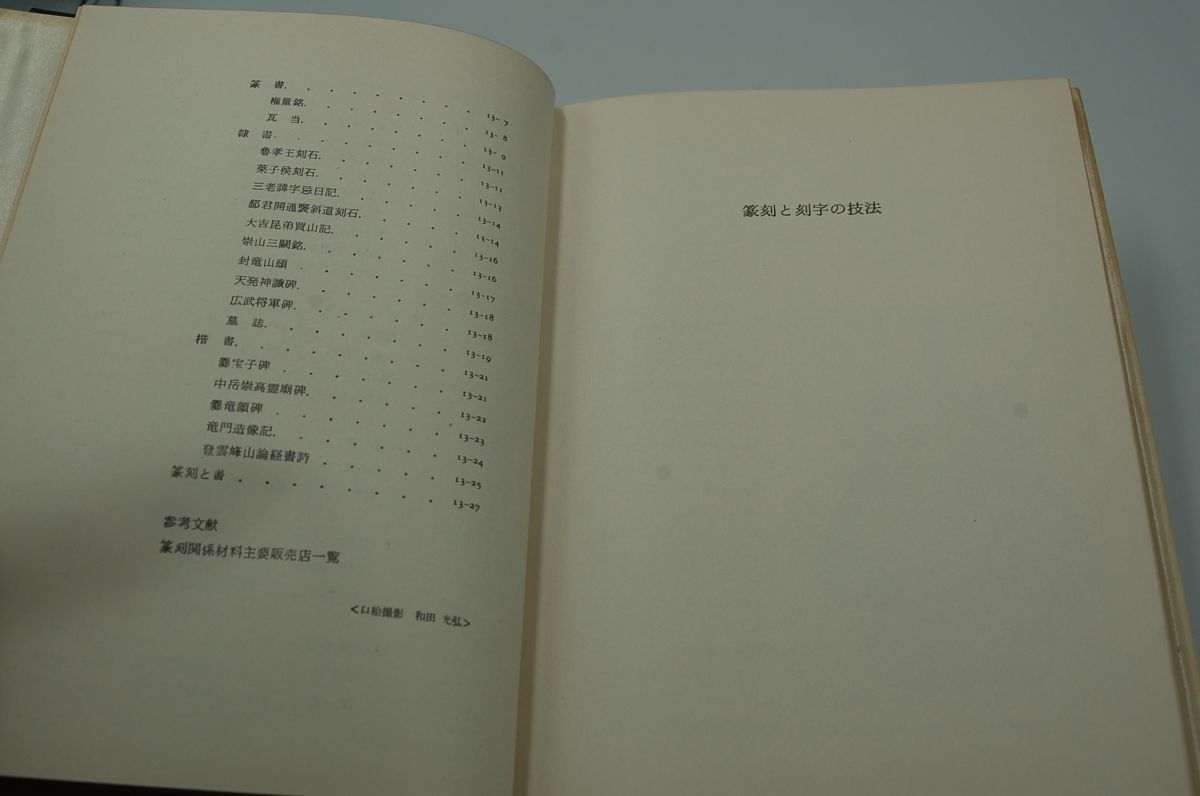 篆 書 . . . . . . . . 13-7
権量銘 . . . . . . . . 13-8
瓦 当 . . . . . . . . 13-9
隷 書 . . . . . . . . 13-11
魯孝王刻石 . . . . . . . 13-11
萊子侯刻石 . . . . . . . 13-13
三老諱字忌日記 . . . . . . 13-14
鄐君開通褒斜道刻石 . . . . . 13-14
大吉昆弟買山記 . . . . . . 13-16
崇山三闕銘 . . . . . . . 13-16
封竜山頌 . . . . . . . 13-17
天発神讖碑 . . . . . . . 13-18
広武将軍碑 . . . . . . . 13-18
墓 誌 . . . . . . . . 13-19
楷 書 . . . . . . . . 13-21
爨宝子碑 . . . . . . . 13-21
中岳崇高霊廟碑 . . . . . . 13-22
爨竜顔碑 . . . . . . . 13-23
竜門造像記 . . . . . . . 13-24
登雲峰山論経書詩 . . . . . 13-25
篆刻と書 . . . . . . . . 13-27
参考文献
篆刻関係材料主要販売店一覧
<口絵撮影 和田 光弘>
篆刻と刻字の技法